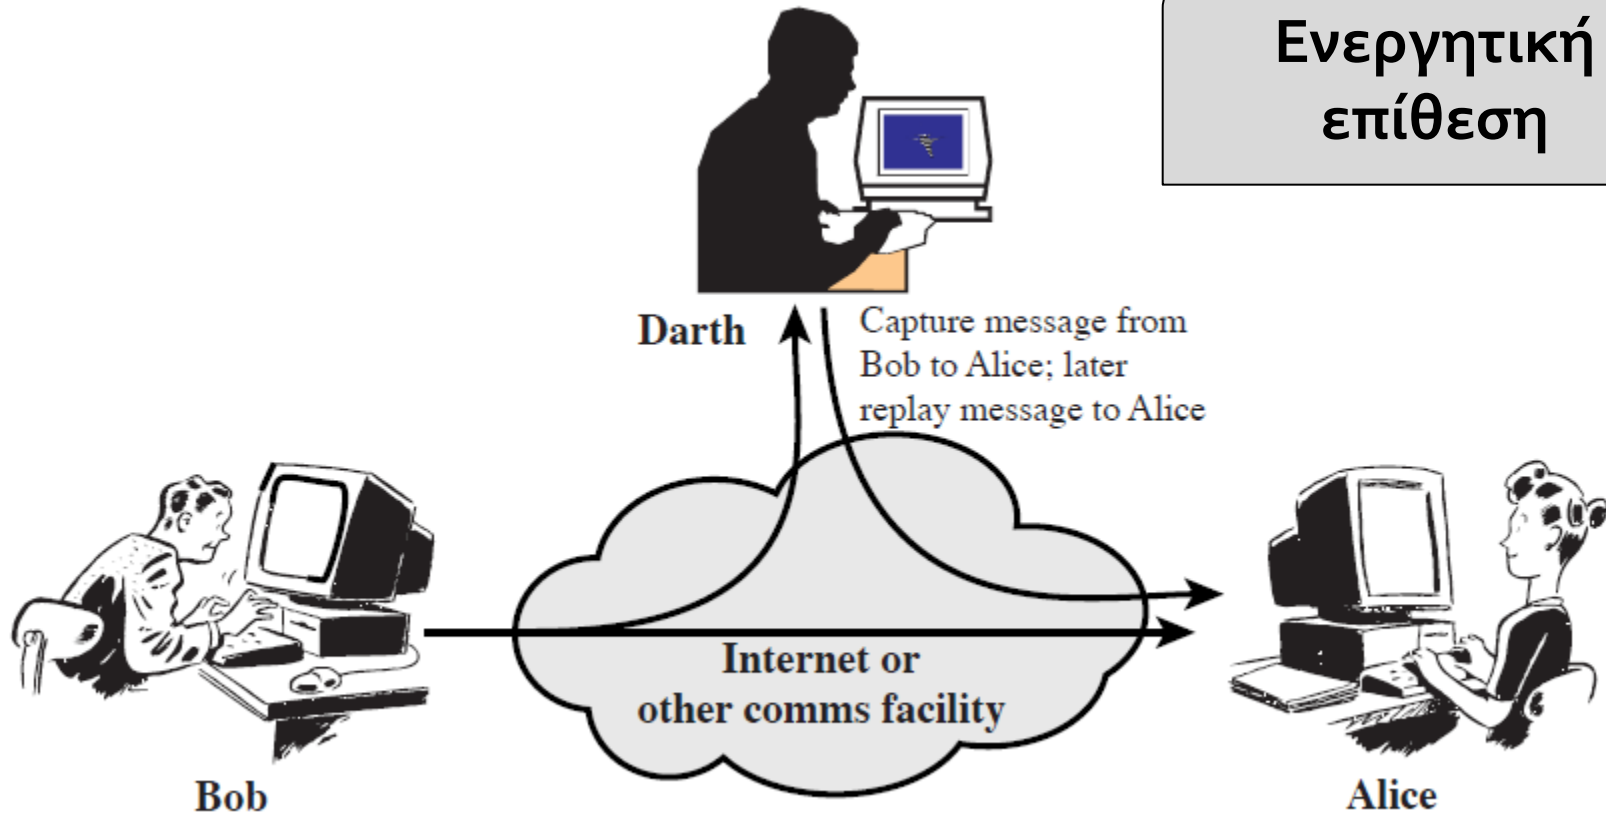 Ενεργητική
επίθεση
Darth
Capture message from
Bob to Alice; later
replay message to Alice
Internet or
other comms facility
Bob
Alice